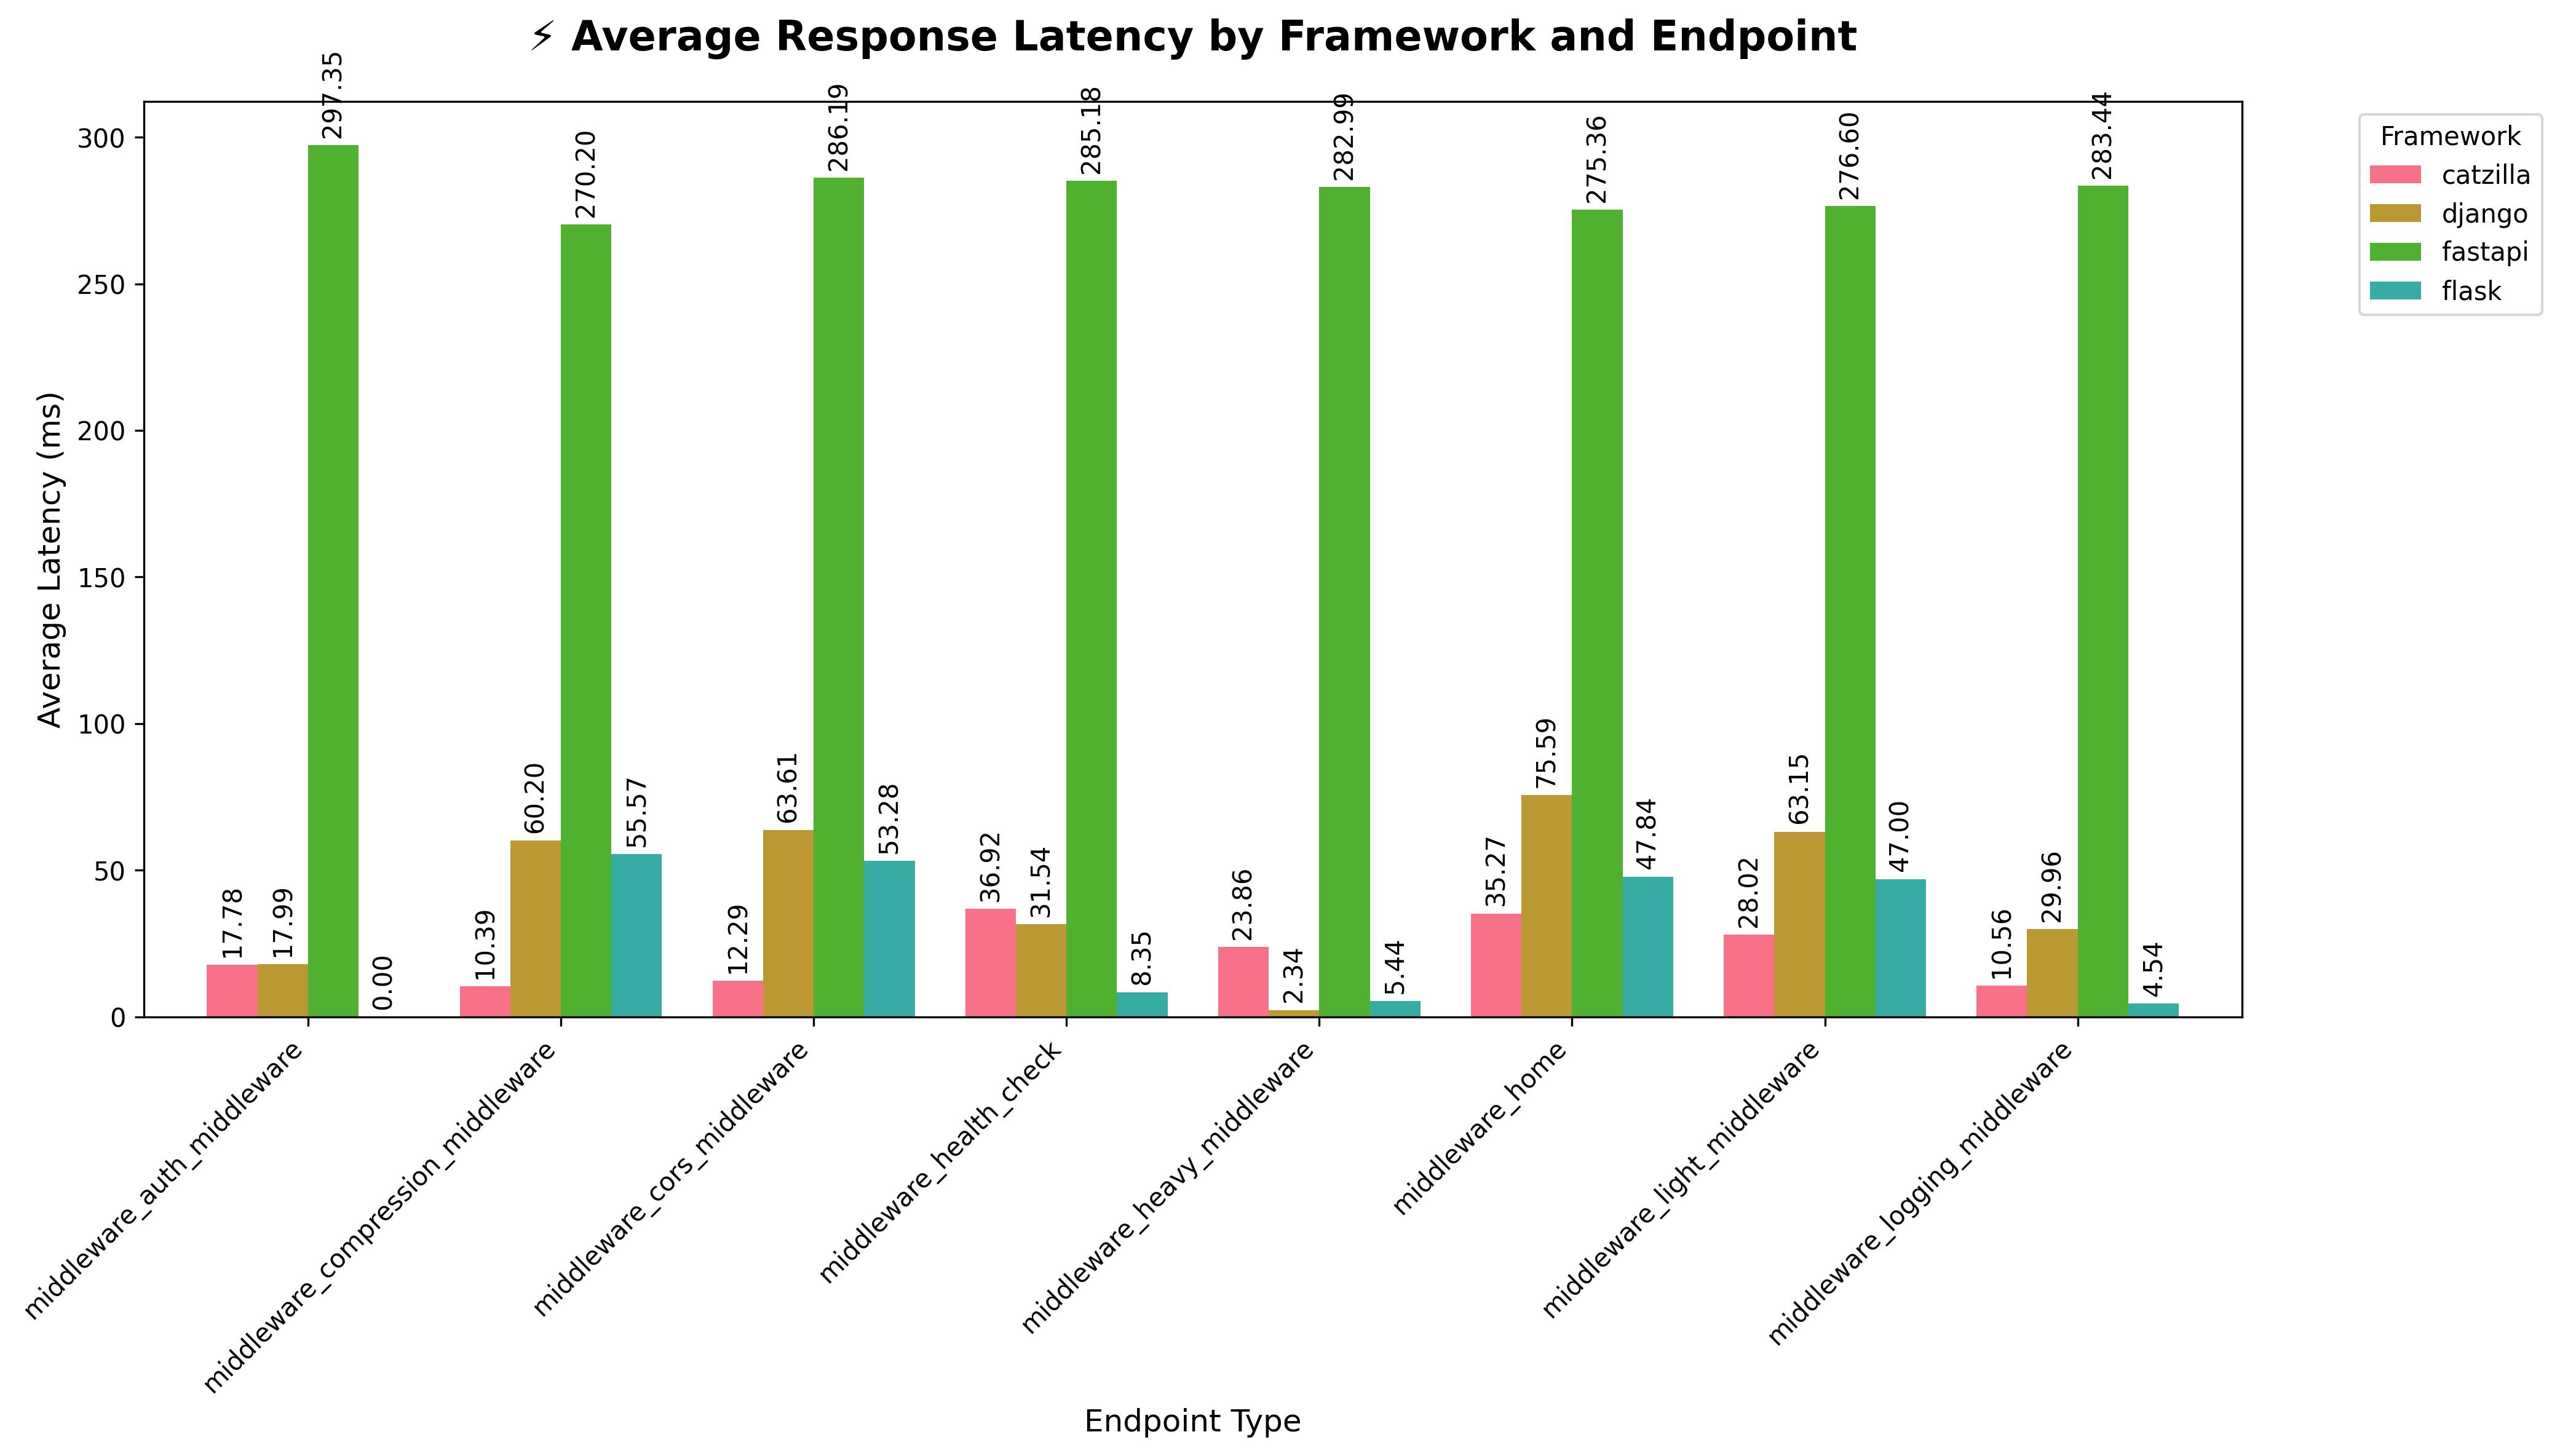 ⚡ Average Response Latency by Framework and Endpoint
Average Latency (ms)
300
250
200
150
100
50
0
17.78
17.99
297.35
0.00
10.39
60.20
270.20
55.57
12.29
63.61
286.19
53.28
36.92
31.54
285.18
8.35
23.86
2.34
282.99
5.44
35.27
75.59
275.36
47.84
28.02
63.15
276.60
47.00
10.56
29.96
283.44
4.54
middleware_auth_middleware
middleware_compression_middleware
middleware_cors_middleware
middleware_health_check
middleware_heavy_middleware
middleware_home
middleware_light_middleware
middleware_logging_middleware
Endpoint Type
Framework
catzilla
django
fastapi
flask